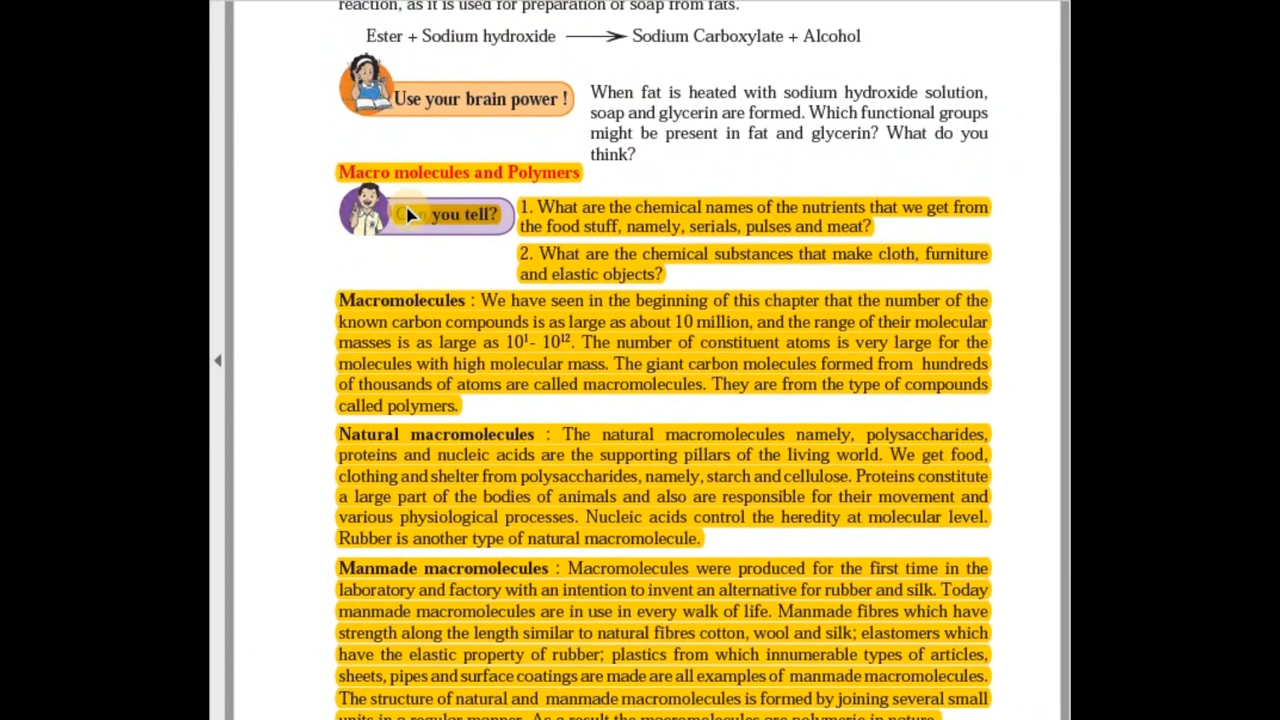 reaction, as it is used for preparation of soap from fats.
Ester + Sodium hydroxide ⟶ Sodium Carboxylate + Alcohol
Use your brain power !
When fat is heated with sodium hydroxide solution,
soap and glycerin are formed. Which functional groups
might be present in fat and glycerin? What do you
think?
Macro molecules and Polymers
Can you tell?
1. What are the chemical names of the nutrients that we get from
the food stuff, namely, serials, pulses and meat?
2. What are the chemical substances that make cloth, furniture
and elastic objects?
Macromolecules : We have seen in the beginning of this chapter that the number of the
known carbon compounds is as large as about 10 million, and the range of their molecular
masses is as large as 10¹- 10¹². The number of constituent atoms is very large for the
molecules with high molecular mass. The giant carbon molecules formed from hundreds
of thousands of atoms are called macromolecules. They are from the type of compounds
called polymers.
Natural macromolecules : The natural macromolecules namely, polysaccharides,
proteins and nucleic acids are the supporting pillars of the living world. We get food,
clothing and shelter from polysaccharides, namely, starch and cellulose. Proteins constitute
a large part of the bodies of animals and also are responsible for their movement and
various physiological processes. Nucleic acids control the heredity at molecular level.
Rubber is another type of natural macromolecule.
Manmade macromolecules : Macromolecules were produced for the first time in the
laboratory and factory with an intention to invent an alternative for rubber and silk. Today
manmade macromolecules are in use in every walk of life. Manmade fibres which have
strength along the length similar to natural fibres cotton, wool and silk; elastomers which
have the elastic property of rubber; plastics from which innumerable types of articles,
sheets, pipes and surface coatings are made are all examples of manmade macromolecules.
The structure of natural and manmade macromolecules is formed by joining several small
units in a regular manner. As a result the macromolecules are polymeric in nature.